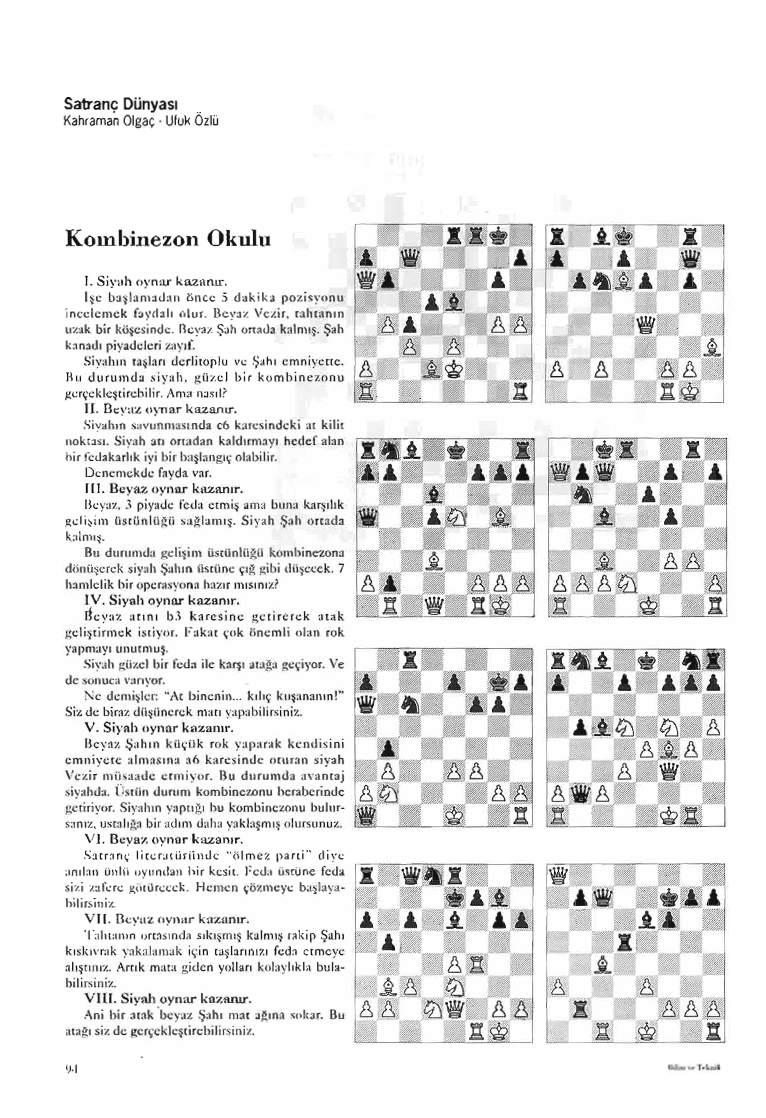 Satranç Dünyası
Kahraman Olgaç - Ufuk Özlü
Kombinezon Okulu
I. Siyah oynar kazanır.
İşe başlamadan önce 5 dakika pozisyonu
incelemek faydalı olur. Beyaz Vezir, tahtanın
uzak bir köşesinde. Beyaz Şah ortada kalmış. Şah
kanadı piyadeleri zayıf.
Siyahın taşları derlitoplu ve Şahı emniyette.
Bu durumda siyah, güzel bir kombinezonu
gerçekleştirebilir. Ama nasıl?
II. Beyaz oynar kazanır.
Siyahın savunmasında c6 karesindeki at kilit
noktası. Siyah atı ortadan kaldırmayı hedef alan
bir fedakarlık iyi bir başlangıç olabilir.
Denemekde fayda var.
III. Beyaz oynar kazanır.
Beyaz, 3 piyade feda etmiş ama buna karşılık
gelişim üstünlüğü sağlamış. Siyah Şah ortada
kalmış.
Bu durumda gelişim üstünlüğü kombinezona
dönüşerek siyah Şahın üstüne çığ gibi düşecek. 7
hamlelik bir operasyona hazır mısınız?
IV. Siyah oynar kazanır.
Beyaz atını b3 karesine getirerek atak
geliştirmek istiyor. Fakat çok önemli olan rok
yapmayı unutmuş.
Siyah güzel bir feda ile karşı atağa geçiyor. Ve
de sonuca varıyor.
Ne demişler: “At binenin... kılıç kuşananın!”
Siz de biraz düşünerek matı yapabilirsiniz.
V. Siyah oynar kazanır.
Beyaz Şahın küçük rok yaparak kendisini
emniyete almasına a6 karesinde oturan siyah
Vezir müsaade etmiyor. Bu durumda avantaj
siyahda. Üstün durum kombinezonu beraberinde
getiriyor. Siyahın yaptığı bu kombinezonu bulur-
sanız, ustalığa bir adım daha yaklaşmış olursunuz.
VI. Beyaz oynar kazanır.
Satranç literatüründe “ölmez parti” diye
anılan ünlü oyundan bir kesit. Feda üstüne feda
sizi zafere götürecek. Hemen çözmeye başlaya-
bilirsiniz.
VII. Beyaz oynar kazanır.
Tahtanın ortasında sıkışmış kalmış rakip Şahı
kıskıvrak yakalamak için taşlarınızı feda etmeye
alıştınız. Artık mata giden yolları kolaylıkla bula-
bilirsiniz.
VIII. Siyah oynar kazanır.
Ani bir atak beyaz Şahı mat ağına sokar. Bu
atağı siz de gerçekleştirebilirsiniz.
94
Bilim ve Teknik